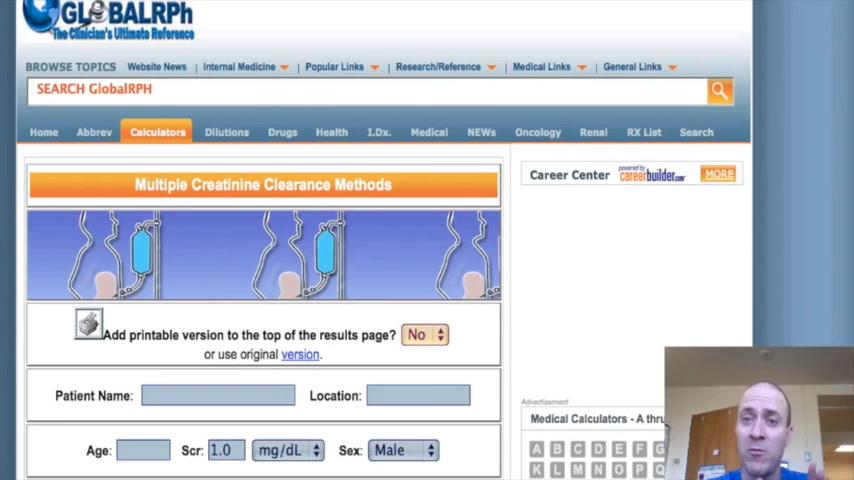 GLOBALRPh
The Clinician's Ultimate Reference
BROWSE TOPICS Website News | Internal Medicine | Popular Links | Research/Reference | Medical Links | General Links
SEARCH GlobalRPH
Home Abbrev Calculators Dilutions Drugs Health I.Dx. Medical NEWs Oncology Renal RX List Search
Multiple Creatinine Clearance Methods
Career Center powered by careerbuilder.com MORE
Add printable version to the top of the results page? No
or use original version.
Patient Name: Location:
Advertisement
Medical Calculators - A thru
Age: Scr: 1.0 mg/dL Sex: Male
A B C D E F G
J K L M N O P Q